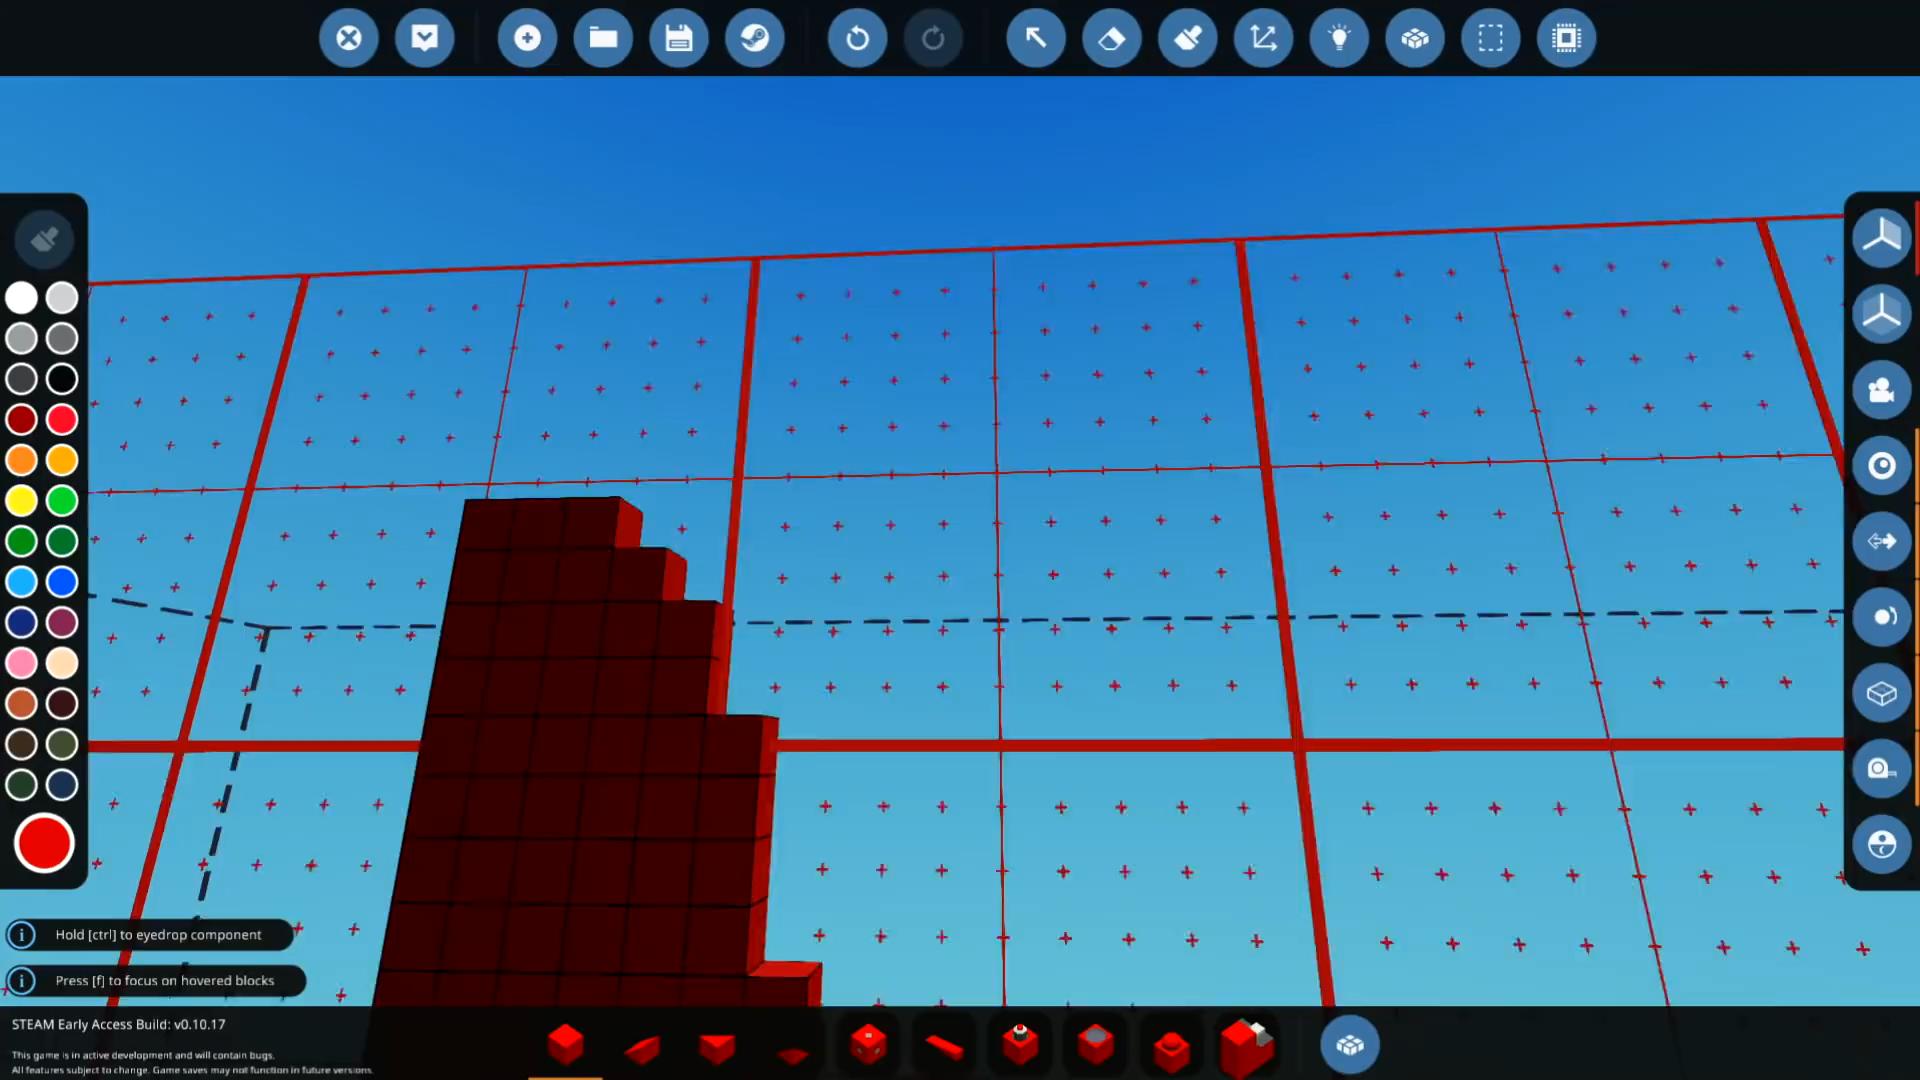 Hold [ctrl] to eyedrop component
Press [f] to focus on hovered blocks
STEAM Early Access Build: v0.10.17
This game is in active development and will contain bugs.
All features subject to change. Game saves may not function in future versions.